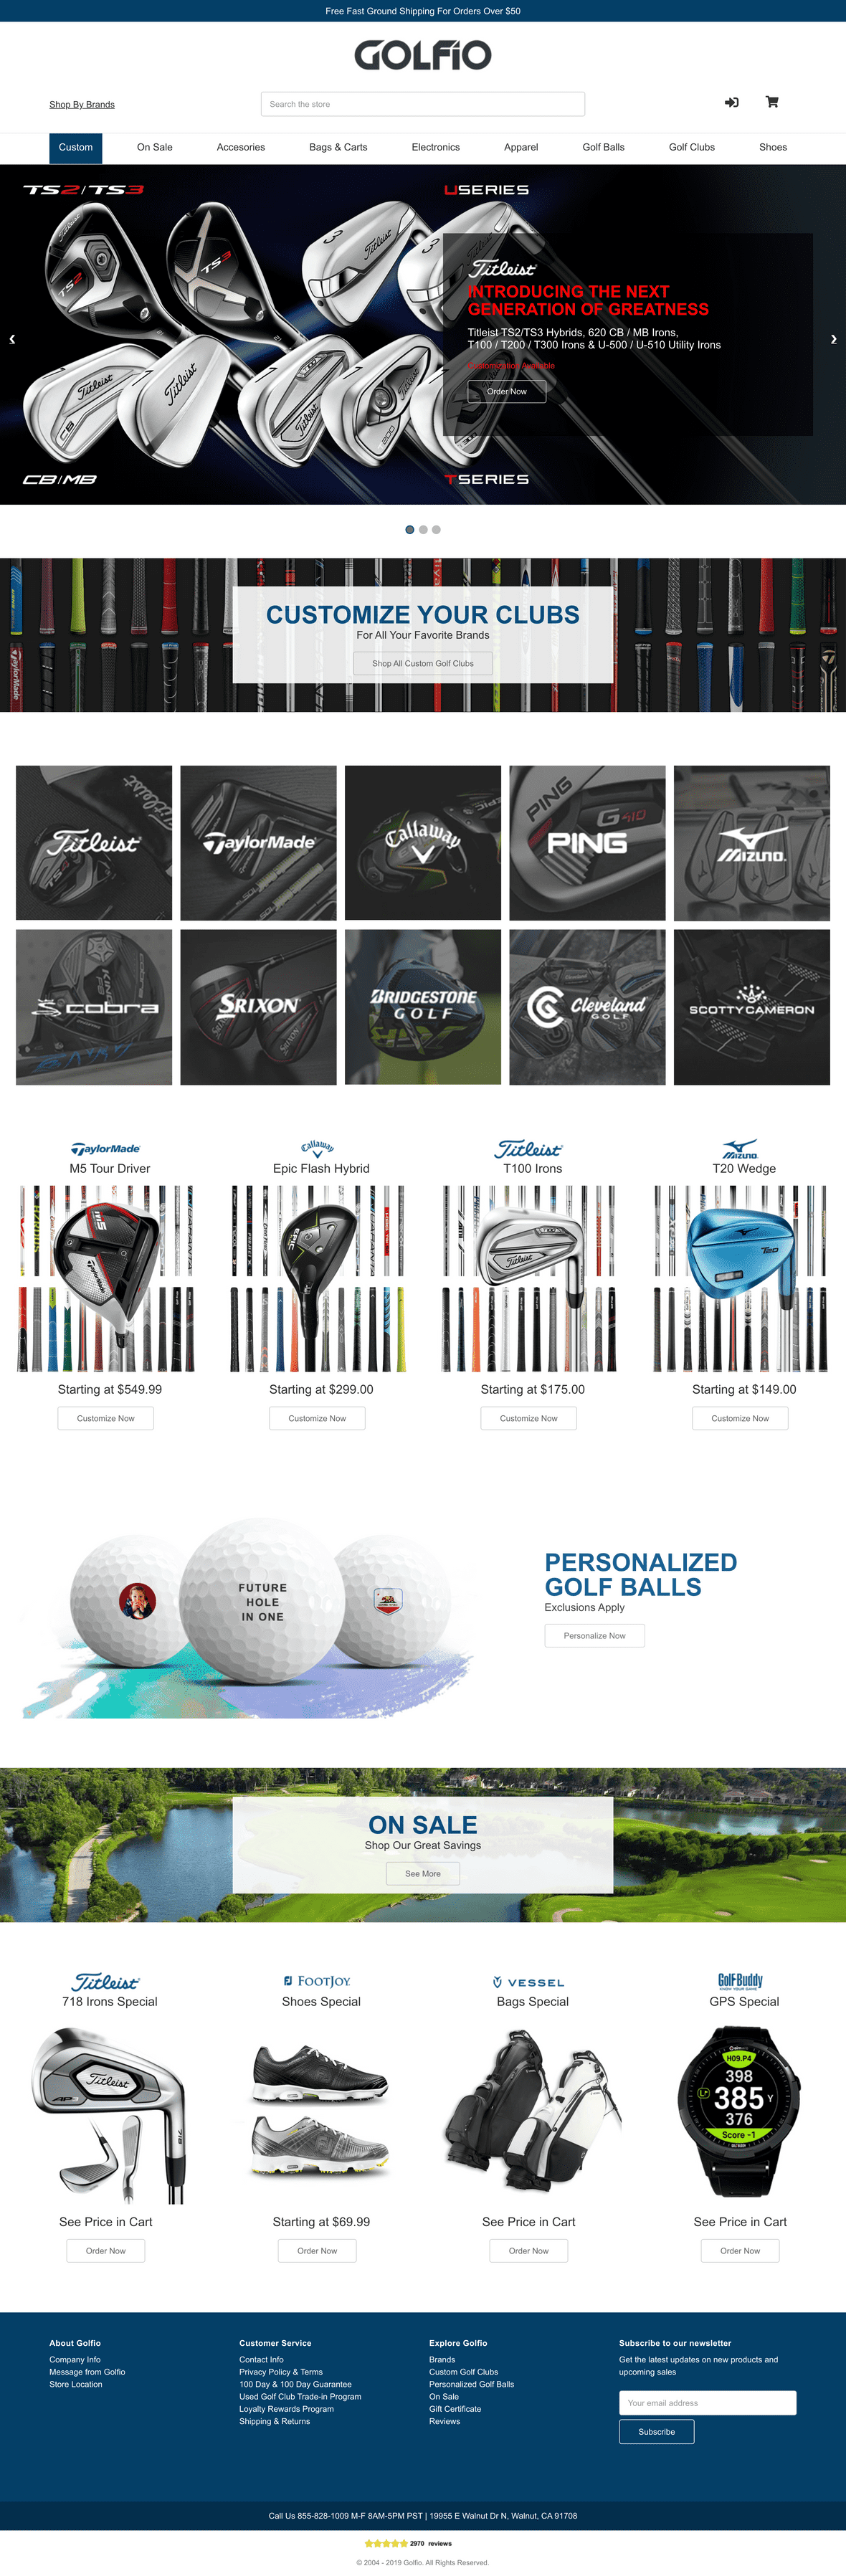 Free Fast Ground Shipping For Orders Over $50
GOLFIO
Shop By Brands
Search the store
Custom
On Sale
Accesories
Bags & Carts
Electronics
Apparel
Golf Balls
Golf Clubs
Shoes
TS2/TS3
USERIES
Titleist
INTRODUCING THE NEXT
GENERATION OF GREATNESS
Titleist TS2/TS3 Hybrids, 620 CB / MB Irons,
T100 / T200 / T300 Irons & U-500 / U-510 Utility Irons
Customization Available
Order Now
CB/MB
TSERIES
CUSTOMIZE YOUR CLUBS
For All Your Favorite Brands
Shop All Custom Golf Clubs
Titleist
TaylorMade
Callaway
PING
MIZUNO.
cobra
SRIXON
BRIDGESTONE
GOLF
Cleveland
GOLF
SCOTTY CAMERON
TaylorMade
M5 Tour Driver
Callaway
Epic Flash Hybrid
Titleist
T100 Irons
MIZUNO
T20 Wedge
Starting at $549.99
Starting at $299.00
Starting at $175.00
Starting at $149.00
Customize Now
Customize Now
Customize Now
Customize Now
FUTURE
HOLE
IN ONE
PERSONALIZED
GOLF BALLS
Exclusions Apply
Personalize Now
ON SALE
Shop Our Great Savings
See More
Titleist
718 Irons Special
FOOTJOY
Shoes Special
VESSEL
Bags Special
GolfBuddy
KNOW YOUR GAME
GPS Special
Titleist
AP3
718
H09.P4
398
385 Y
376
Score -1
See Price in Cart
Starting at $69.99
See Price in Cart
See Price in Cart
Order Now
Order Now
Order Now
Order Now
About Golfio
Company Info
Message from Golfio
Store Location
Customer Service
Contact Info
Privacy Policy & Terms
100 Day & 100 Day Guarantee
Used Golf Club Trade-in Program
Loyalty Rewards Program
Shipping & Returns
Explore Golfio
Brands
Custom Golf Clubs
Personalized Golf Balls
On Sale
Gift Certificate
Reviews
Subscribe to our newsletter
Get the latest updates on new products and
upcoming sales
Your email address
Subscribe
Call Us 855-828-1009 M-F 8AM-5PM PST | 19955 E Walnut Dr N, Walnut, CA 91708
2970 reviews
© 2004 - 2019 Golfio. All Rights Reserved.